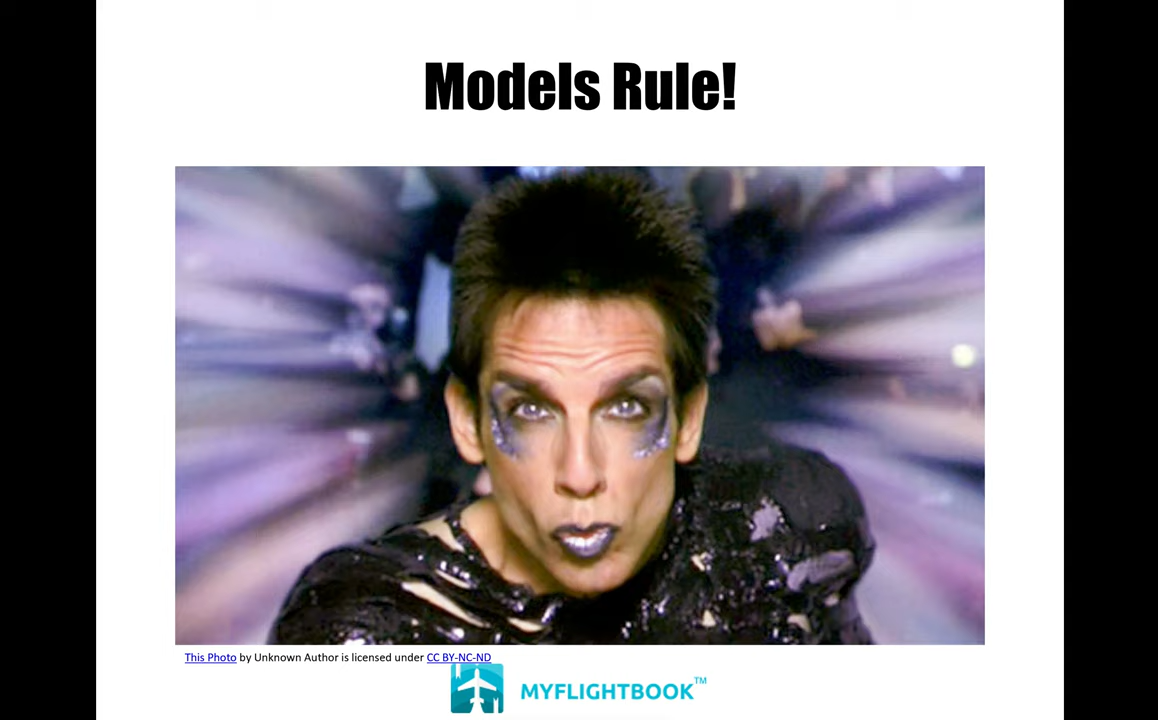 Models Rule!
This Photo by Unknown Author is licensed under CC BY-NC-ND
MYFLIGHTBOOK™